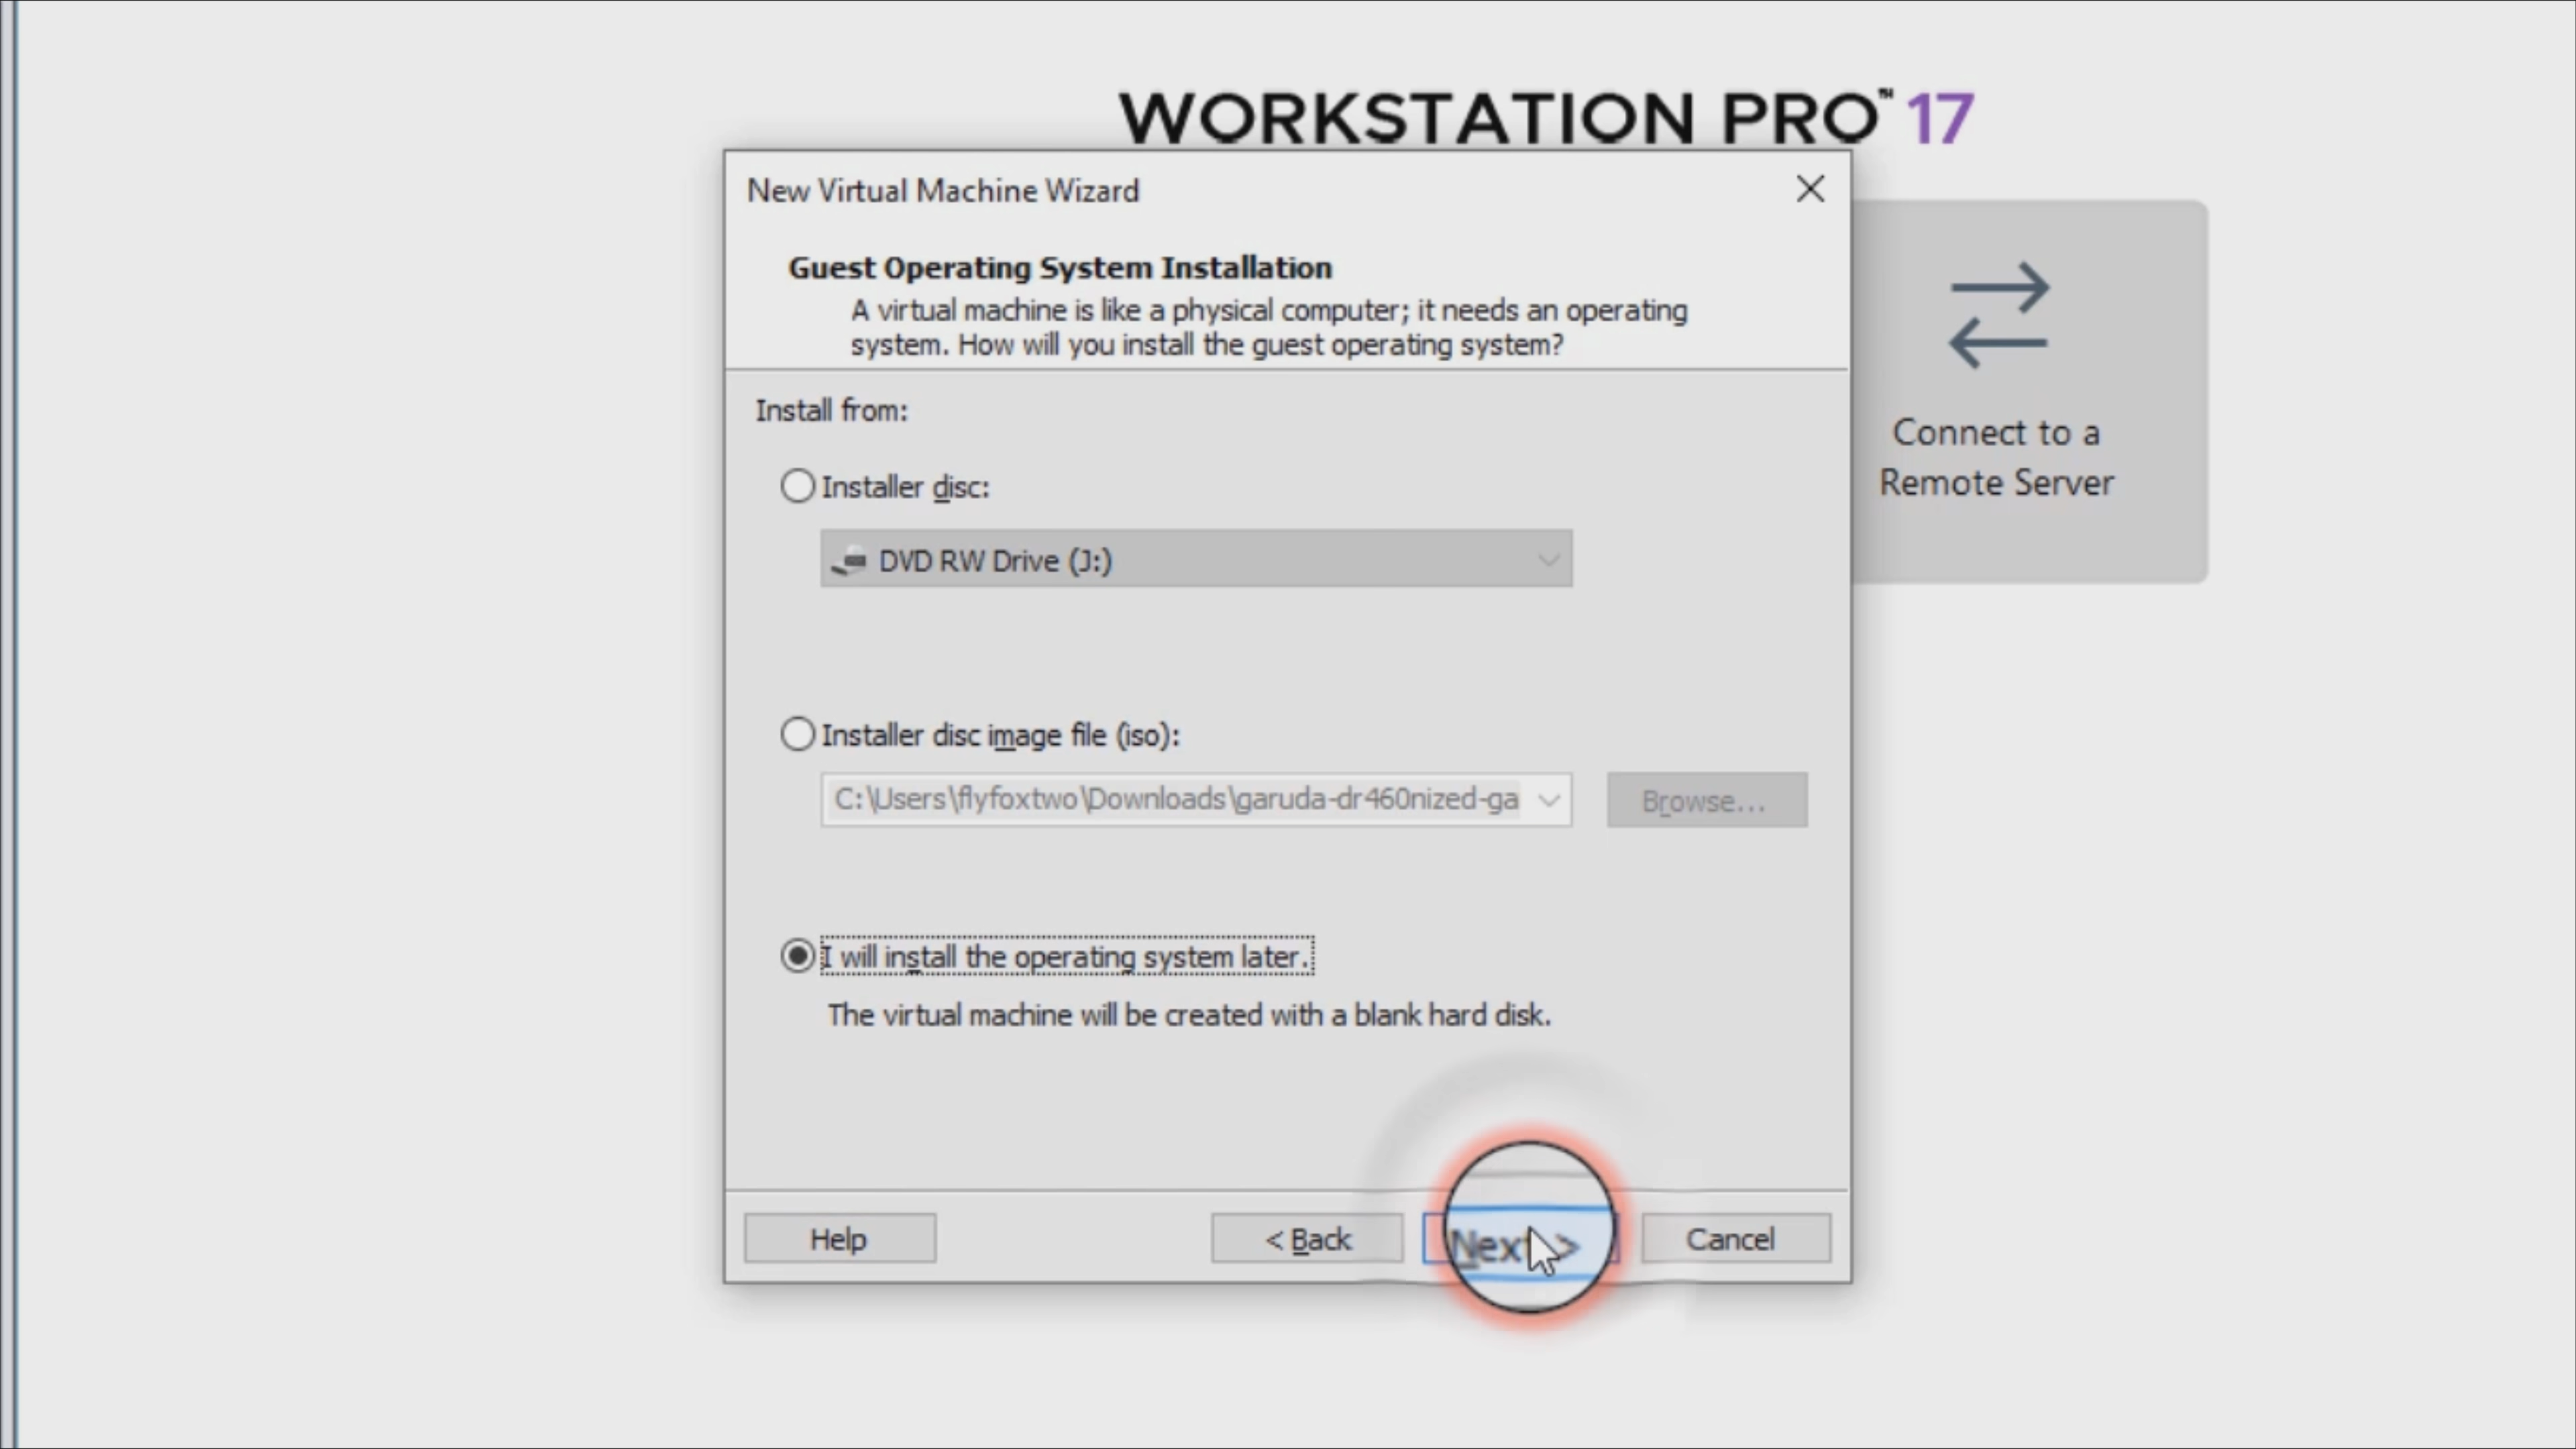 WORKSTATION PRO™ 17
New Virtual Machine Wizard
Guest Operating System Installation
A virtual machine is like a physical computer; it needs an operating
system. How will you install the guest operating system?
Install from:
Installer disc:
DVD RW Drive (J:)
Installer disc image file (iso):
C:\Users\flyfoxtwo\Downloads\garuda-dr460nized-ga
Browse...
I will install the operating system later.
The virtual machine will be created with a blank hard disk.
Help
< Back
Next >
Cancel
Connect to a
Remote Server